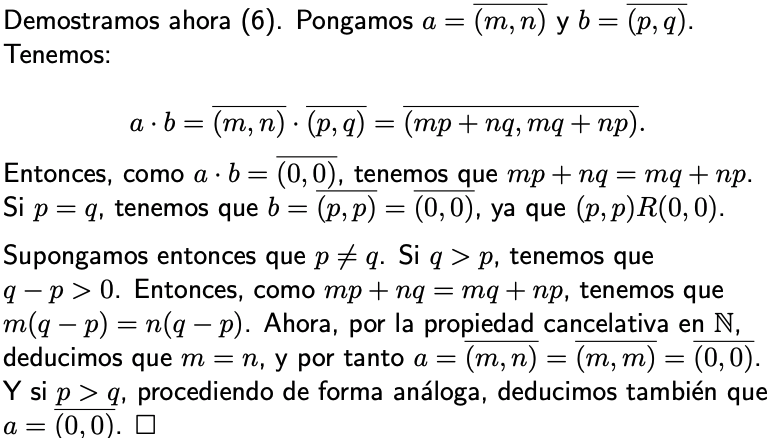 Demostramos ahora (6). Pongamos $a = \overline{(m, n)}$ y $b = \overline{(p, q)}$.
Tenemos:
$a \cdot b = \overline{(m, n)} \cdot \overline{(p, q)} = \overline{(mp + nq, mq + np)}.$
Entonces, como $a \cdot b = \overline{(0, 0)}$, tenemos que $mp + nq = mq + np$.
Si $p = q$, tenemos que $b = \overline{(p, p)} = \overline{(0, 0)}$, ya que $(p, p)R(0, 0)$.
Supongamos entonces que $p \neq q$. Si $q > p$, tenemos que
$q - p > 0$. Entonces, como $mp + nq = mq + np$, tenemos que
$m(q - p) = n(q - p)$. Ahora, por la propiedad cancelativa en $\mathbb{N}$,
deducimos que $m = n$, y por tanto $a = \overline{(m, n)} = \overline{(m, m)} = \overline{(0, 0)}$.
Y si $p > q$, procediendo de forma análoga, deducimos también que
$a = \overline{(0, 0)}$. □